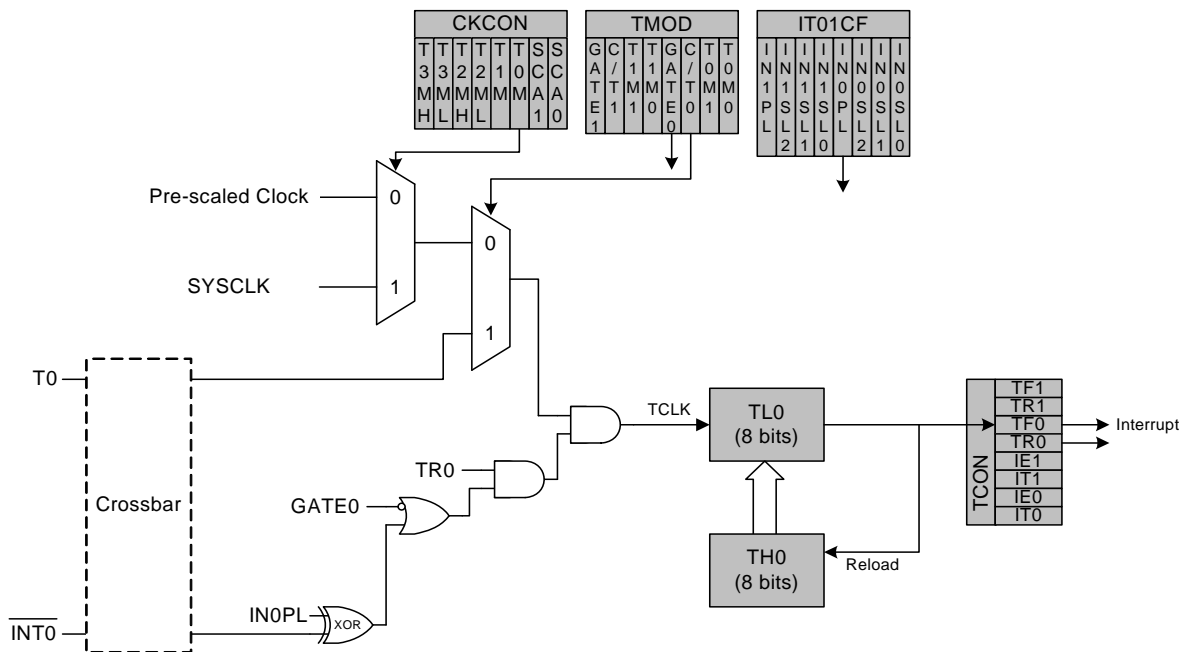 CKCON
T3MH
T3ML
T2MH
T2ML
T1M
T0M
SCA1
SCA0
TMOD
GATE1
C/T1
T1M1
T1M0
GATE0
C/T0
T0M1
T0M0
IT01CF
IN1PL
IN1SL2
IN1SL1
IN1SL0
IN0PL
IN0SL2
IN0SL1
IN0SL0
Pre-scaled Clock
0
SYSCLK
1
0
1
T0
Crossbar
INT0
GATE0
TR0
IN0PL
XOR
TCLK
TL0
(8 bits)
TH0
(8 bits)
Reload
TCON
TF1
TR1
TF0
TR0
IE1
IT1
IE0
IT0
Interrupt